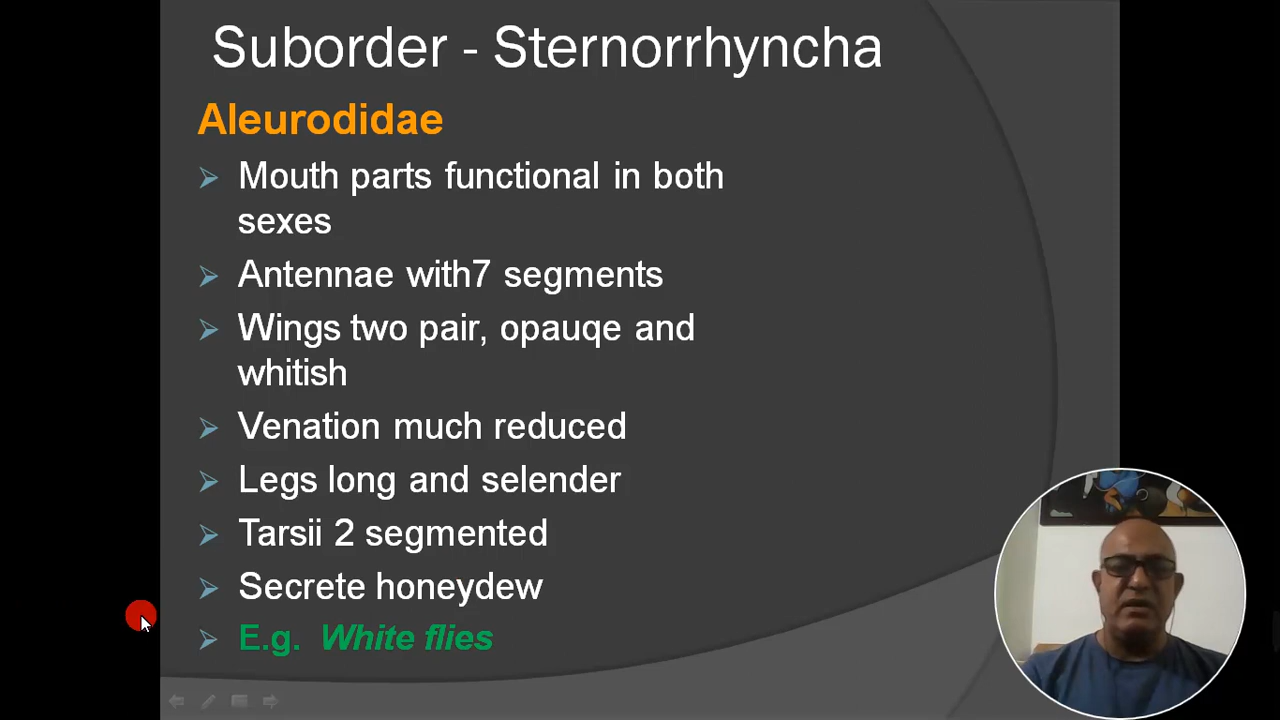 Suborder - Sternorrhyncha
Aleurodidae
Mouth parts functional in both
sexes
Antennae with7 segments
Wings two pair, opauqe and
whitish
Venation much reduced
Legs long and selender
Tarsii 2 segmented
Secrete honeydew
E.g. White flies